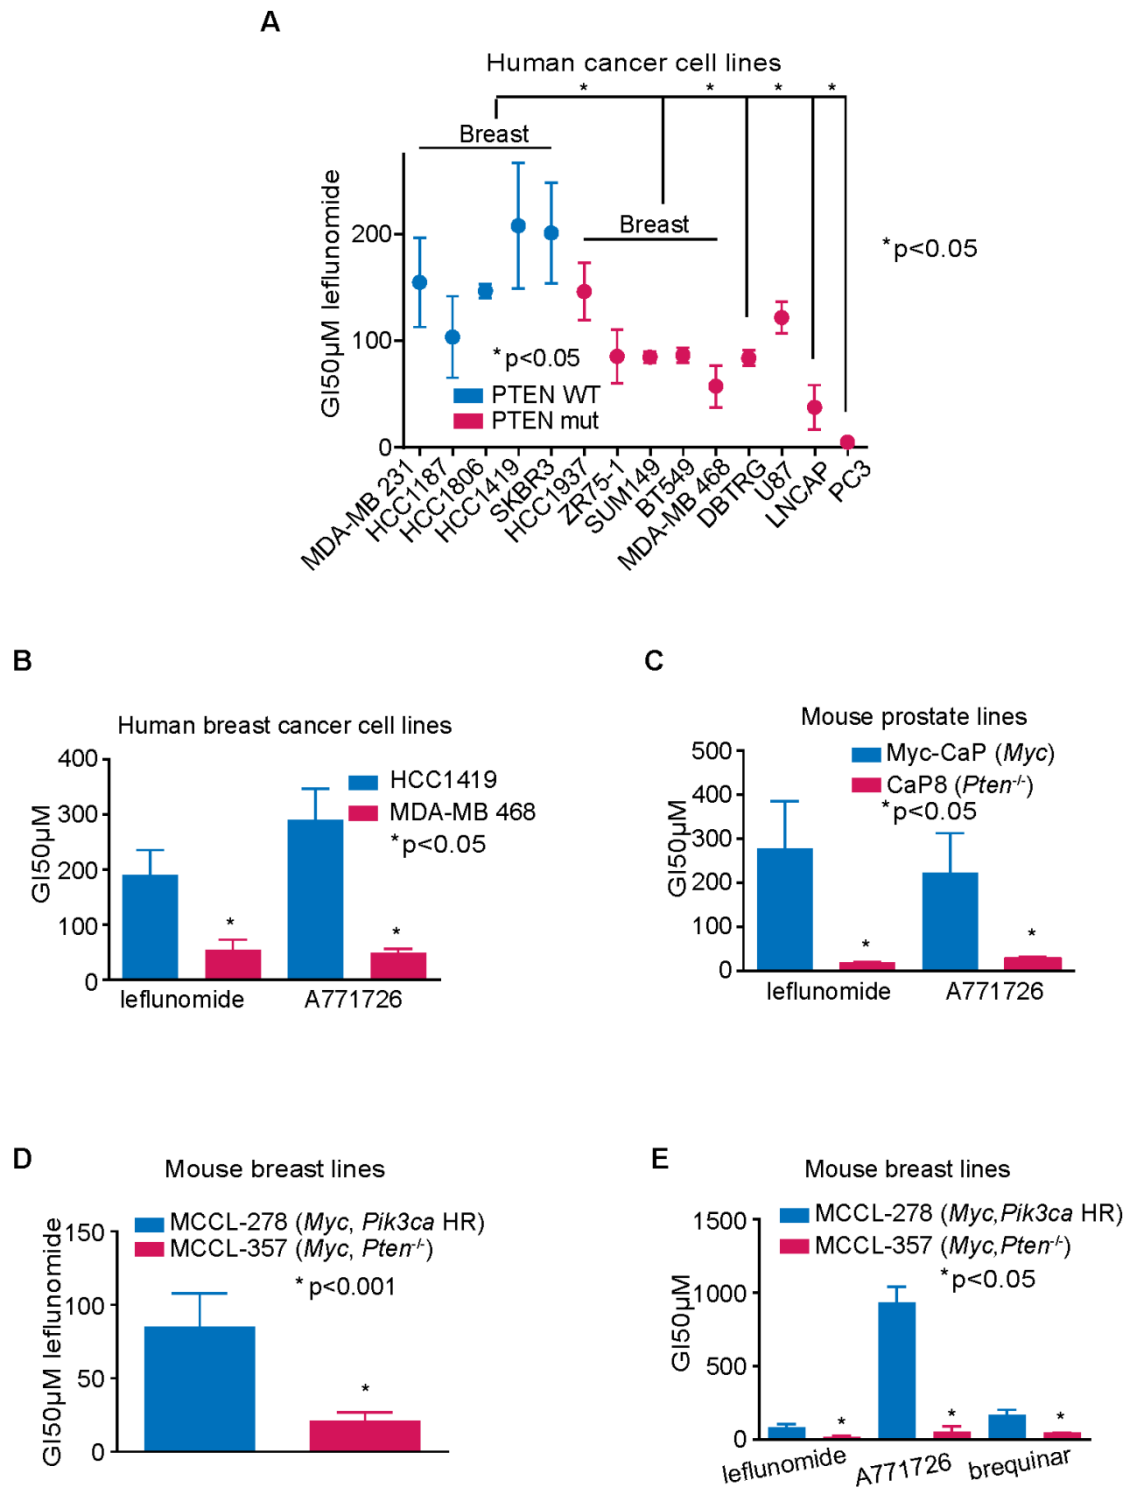 A
Human cancer cell lines
* * * *
Breast
Breast
GI50µM leflunomide
200
100
0
*p<0.05
*p<0.05
PTEN WT
PTEN mut
MDA-MB 231
HCC1187
HCC1806
HCC1419
SKBR3
HCC1937
ZR75-1
SUM149
BT549
MDA-MB 468
DBTRG
U87
LNCAP
PC3
B
Human breast cancer cell lines
GI50µM
400
300
200
100
0
HCC1419
MDA-MB 468
*p<0.05
* *
leflunomide A771726
C
Mouse prostate lines
GI50µM
500
400
300
200
100
0
Myc-CaP (Myc)
CaP8 (Pten-/-)
*p<0.05
* *
leflunomide A771726
D
Mouse breast lines
GI50µM leflunomide
150
100
50
0
MCCL-278 (Myc, Pik3ca HR)
MCCL-357 (Myc, Pten-/-)
* p<0.001
*
E
Mouse breast lines
GI50µM
1500
1000
500
0
MCCL-278 (Myc,Pik3ca HR)
MCCL-357 (Myc,Pten-/-)
*p<0.05
* * *
leflunomide A771726 brequinar